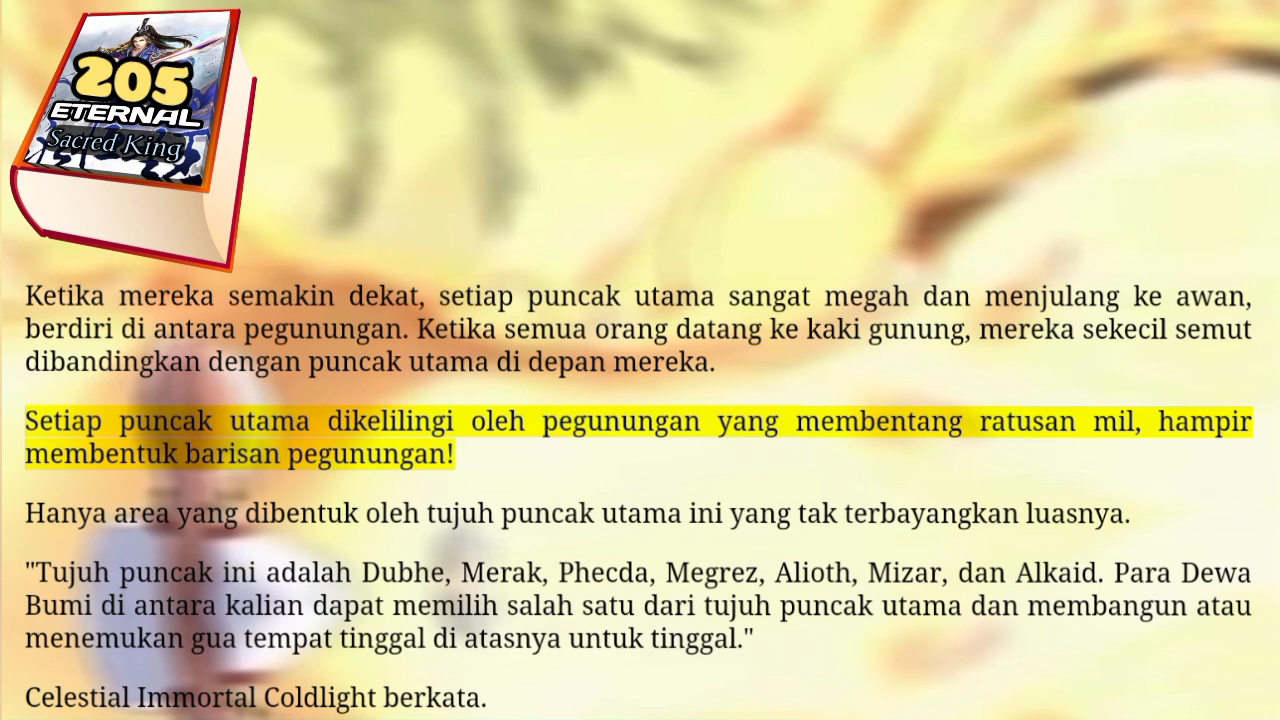 205
ETERNAL
Sacred King
Ketika mereka semakin dekat, setiap puncak utama sangat megah dan menjulang ke awan,
berdiri di antara pegunungan. Ketika semua orang datang ke kaki gunung, mereka sekecil semut
dibandingkan dengan puncak utama di depan mereka.
Setiap puncak utama dikelilingi oleh pegunungan yang membentang ratusan mil, hampir
membentuk barisan pegunungan!
Hanya area yang dibentuk oleh tujuh puncak utama ini yang tak terbayangkan luasnya.
"Tujuh puncak ini adalah Dubhe, Merak, Phecda, Megrez, Alioth, Mizar, dan Alkaid. Para Dewa
Bumi di antara kalian dapat memilih salah satu dari tujuh puncak utama dan membangun atau
menemukan gua tempat tinggal di atasnya untuk tinggal."
Celestial Immortal Coldlight berkata.